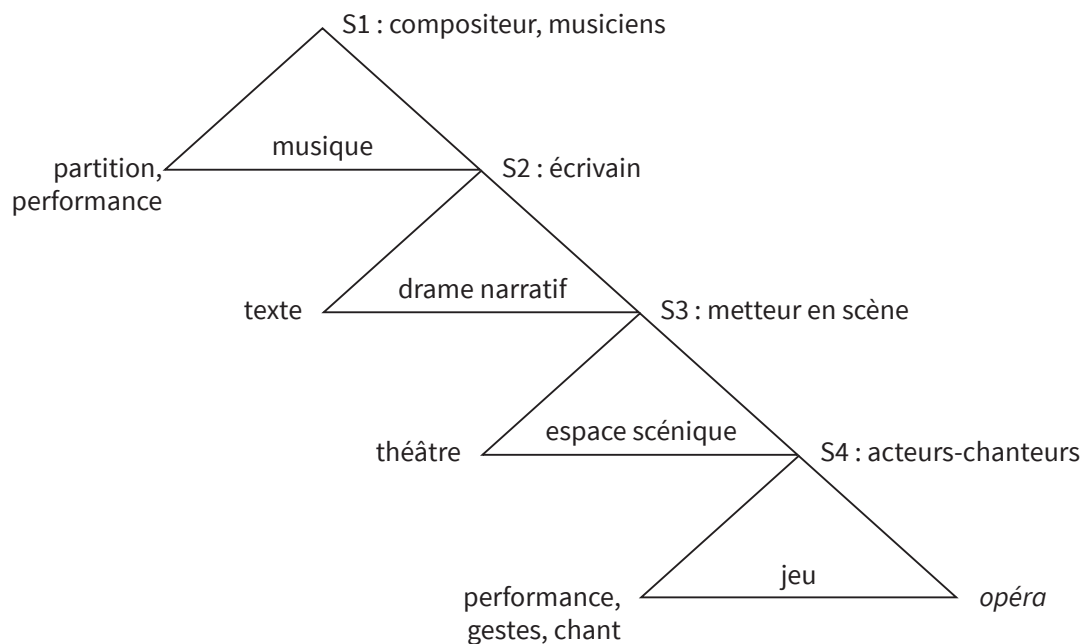 S1 : compositeur, musiciens
musique
partition,
performance
S2 : écrivain
drame narratif
texte
S3 : metteur en scène
espace scénique
théâtre
S4 : acteurs-chanteurs
jeu
performance,
gestes, chant
opéra